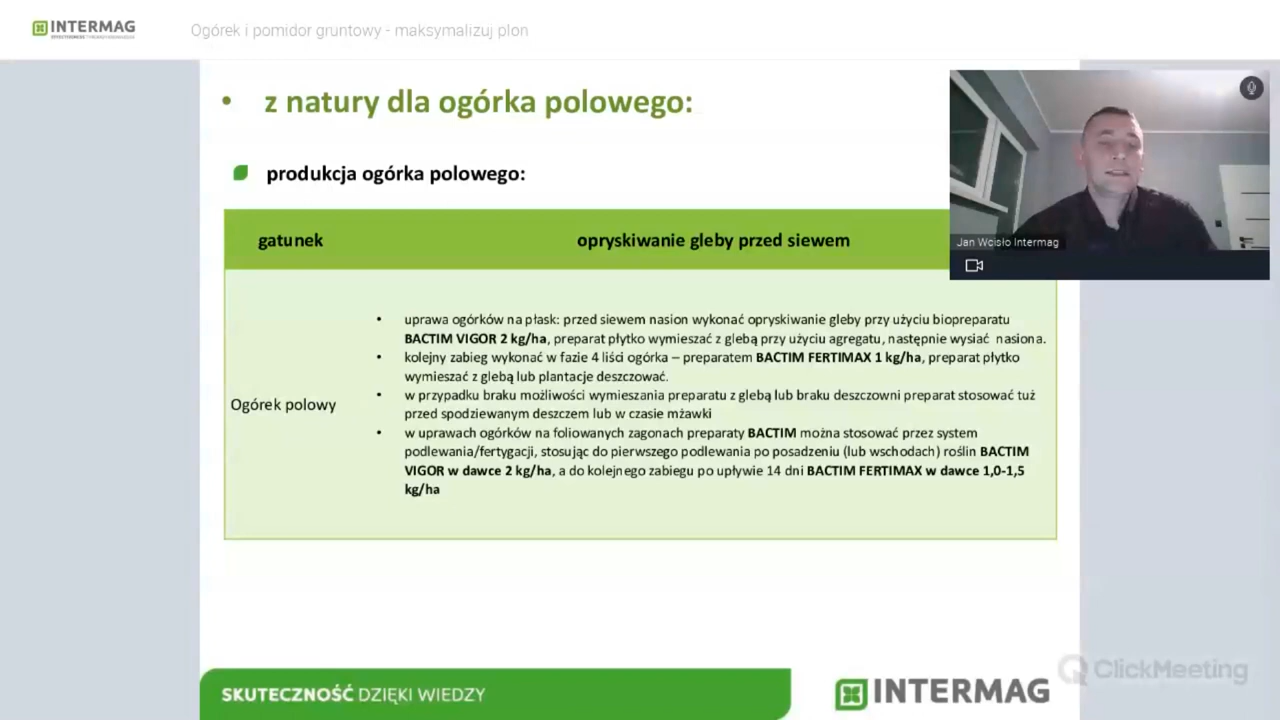 INTERMAG
Ogórek i pomidor gruntowy - maksymalizuj plon
• z natury dla ogórka polowego:
produkcja ogórka polowego:
gatunek
opryskiwanie gleby przed siewem
Jan Wcisło Intermag
Ogórek polowy
• uprawa ogórków na płask: przed siewem nasion wykonać opryskiwanie gleby przy użyciu biopreparatu
BACTIM VIGOR 2 kg/ha, preparat płytko wymieszać z glebą przy użyciu agregatu, następnie wysiać nasiona.
• kolejny zabieg wykonać w fazie 4 liści ogórka – preparatem BACTIM FERTIMAX 1 kg/ha, preparat płytko
wymieszać z glebą lub plantacje deszczować.
• w przypadku braku możliwości wymieszania preparatu z glebą lub braku deszczowni preparat stosować tuż
przed spodziewanym deszczem lub w czasie mżawki
• w uprawach ogórków na foliowanych zagonach preparaty BACTIM można stosować przez system
podlewania/fertygacji, stosując do pierwszego podlewania po posadzeniu (lub wschodach) roślin BACTIM
VIGOR w dawce 2 kg/ha, a do kolejnego zabiegu po upływie 14 dni BACTIM FERTIMAX w dawce 1,0-1,5
kg/ha
SKUTECZNOŚĆ DZIĘKI WIEDZY
INTERMAG
ClickMeeting